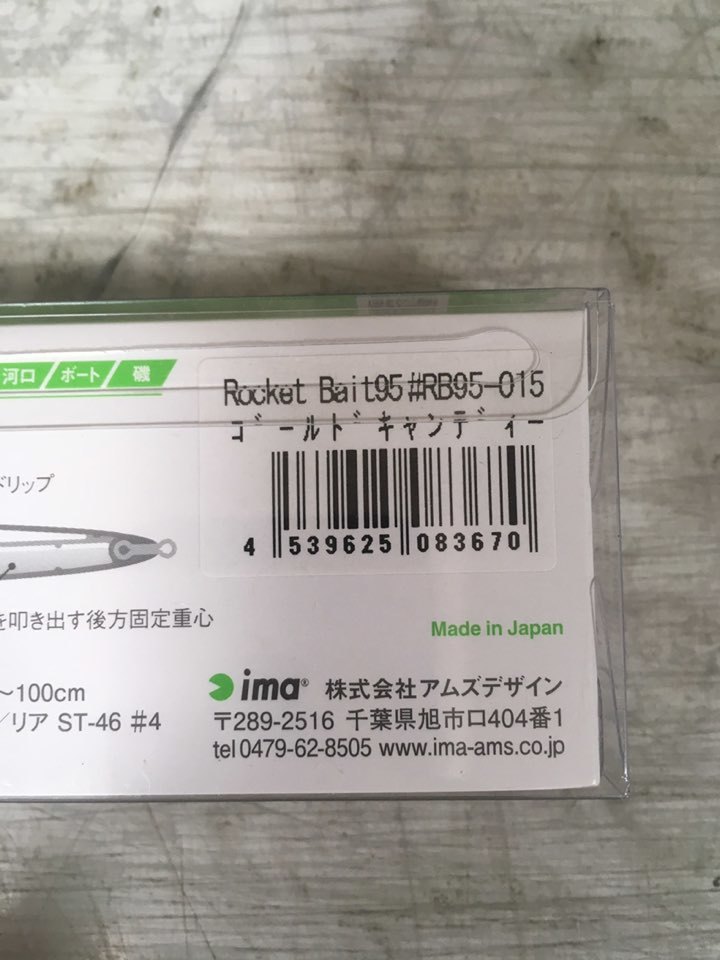 河口/ボート/磯
Rocket Bait95#RB95-015
ゴールドキャンディー
ドリップ
4 539625 083670
を叩き出す後方固定重心
Made in Japan
~100cm
/リア ST-46 #4
ima® 株式会社アムズデザイン
〒289-2516 千葉県旭市ロ404番1
tel 0479-62-8505 www.ima-ams.co.jp